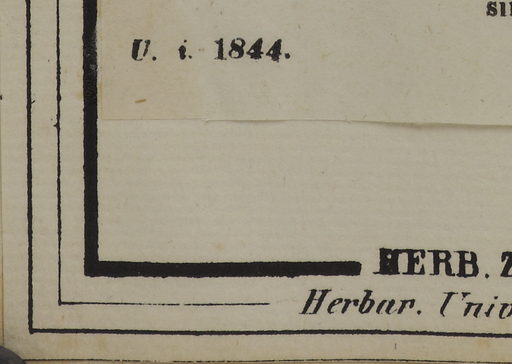 U. i. 1844.
HERB.
Herbar.